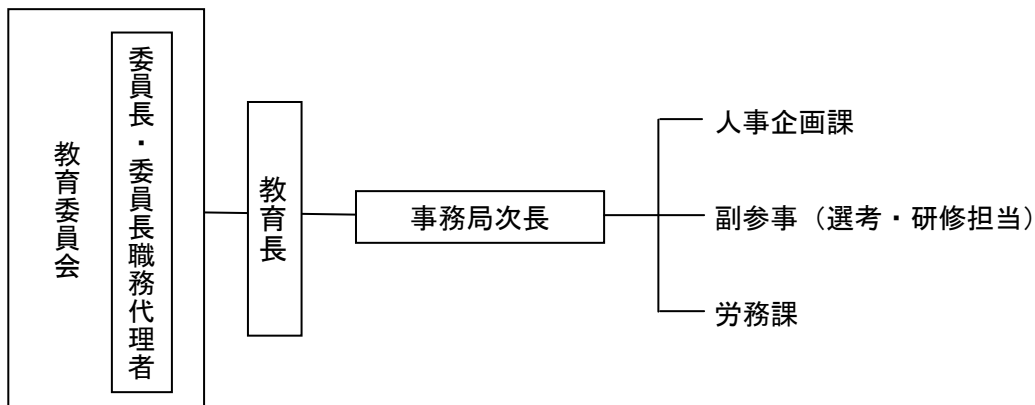 教育委員会
委員長・委員長職務代理者
教育長
事務局次長
人事企画課
副参事（選考・研修担当）
労務課